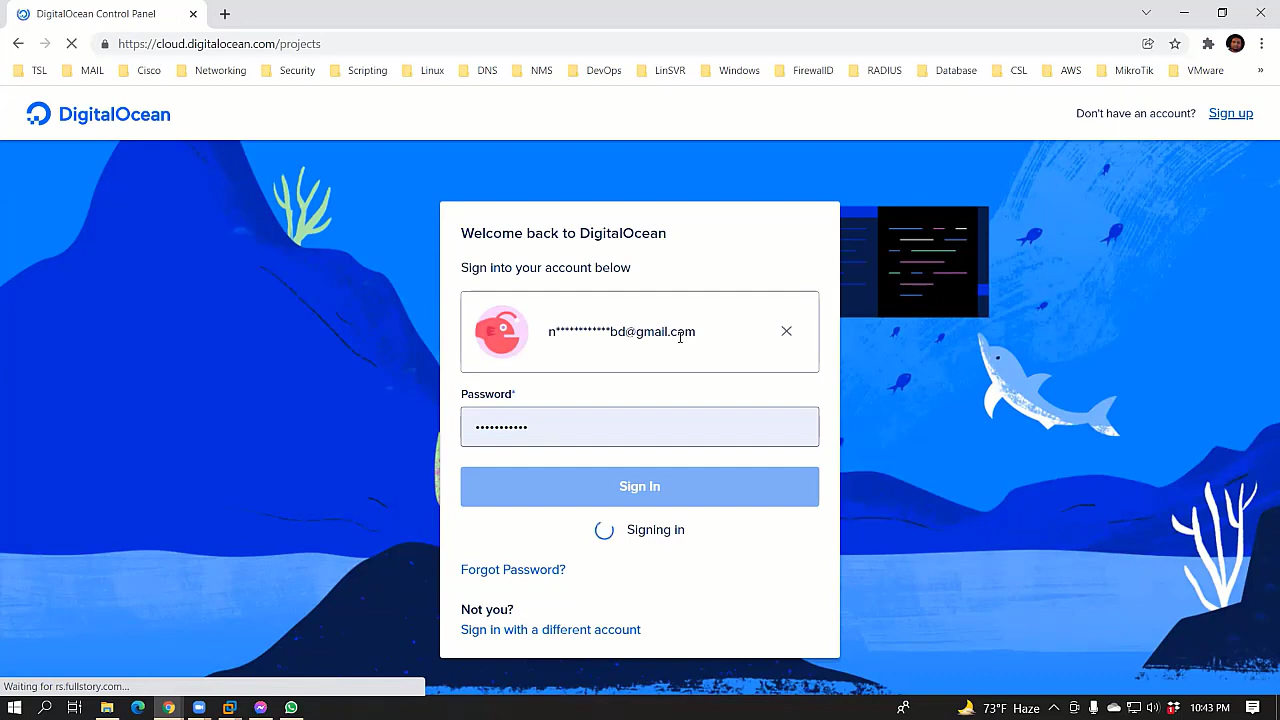 DigitalOcean Control Panel
https://cloud.digitalocean.com/projects
TSL MAIL Cisco Networking Security Scripting Linux DNS NMS DevOps LinSVR Windows FirewallD RADIUS Database CSL AWS MikroTik VMware »
DigitalOcean
Don't have an account? Sign up
Welcome back to DigitalOcean
Sign into your account below
n************bd@gmail.com
Password*
•••••••••••
Sign In
Signing in
Forgot Password?
Not you?
Sign in with a different account
Waiting for rs.fullstory.com...
73°F Haze 10:43 PM